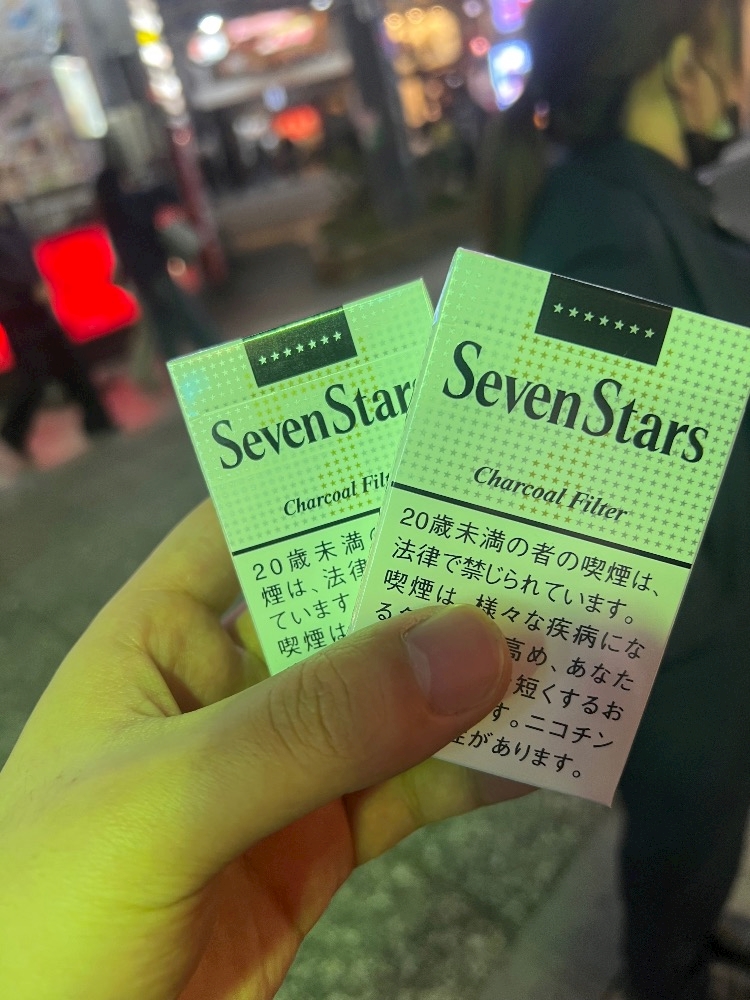 SevenStars
Charcoal Filter
20歳未満の者の喫煙は、
法律で禁じられています。
喫煙は、様々な疾病にな
る
高め、あなた
短くするお
す。ニコチン
があります。
SevenStar
Charcoal Filt
20歳未満の
煙は、法律
ています
喫煙は